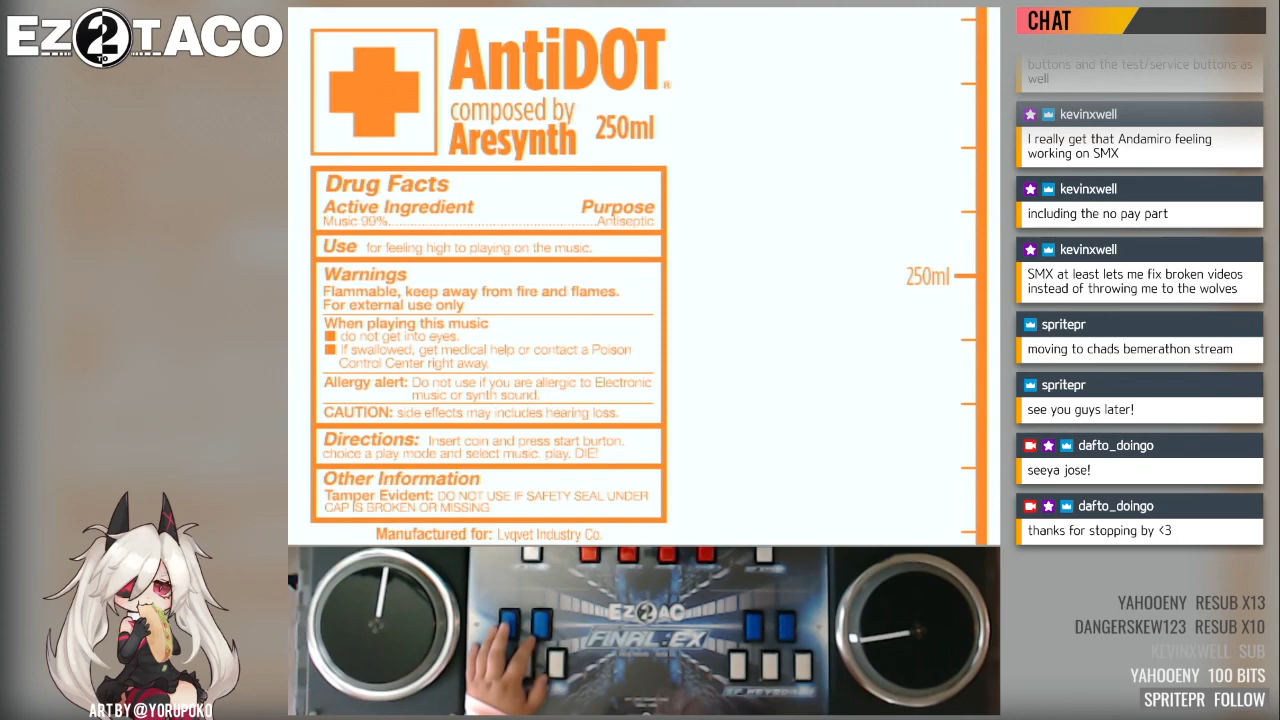 EZ2TACO
TO
AntiDOT®
composed by
Aresynth
250ml
Drug Facts
Active Ingredient Purpose
Music 99%........................................................Antiseptic
Use for feeling high to playing on the music.
Warnings
Flammable, keep away from fire and flames.
For external use only
When playing this music
■ do not get into eyes.
■ If swallowed, get medical help or contact a Poison
Control Center right away.
Allergy alert: Do not use if you are allergic to Electronic
music or synth sound.
CAUTION: side effects may includes hearing loss.
Directions: Insert coin and press start burton.
choice a play mode and select music. play. DIE!
Other Information
Tamper Evident: DO NOT USE IF SAFETY SEAL UNDER
CAP IS BROKEN OR MISSING
Manufactured for: Lvqvet Industry Co.
250ml
CHAT
buttons and the test/service buttons as
well
kevinxwell
I really get that Andamiro feeling
working on SMX
kevinxwell
including the no pay part
kevinxwell
SMX at least lets me fix broken videos
instead of throwing me to the wolves
spritepr
moving to chads bemerathon stream
spritepr
see you guys later!
dafto_doingo
seeya jose!
dafto_doingo
thanks for stopping by <3
YAHOOENY RESUB X13
DANGERSKEW123 RESUB X10
KEVINXWELL SUB
YAHOOENY 100 BITS
SPRITEPR FOLLOW
EZ2AC
FINAL:EX
ART BY @YORUPOKO